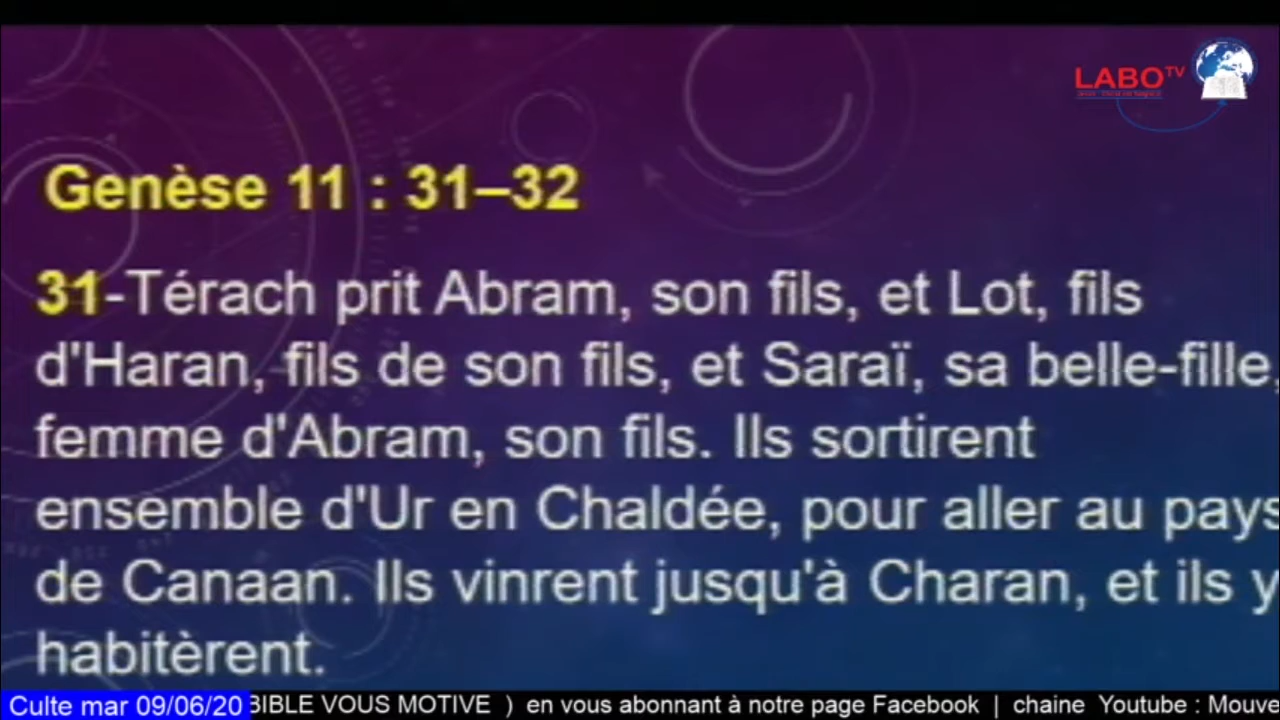 LABO TV
Genèse 11 : 31–32
31-Térach prit Abram, son fils, et Lot, fils
d'Haran, fils de son fils, et Saraï, sa belle-fille,
femme d'Abram, son fils. Ils sortirent
ensemble d'Ur en Chaldée, pour aller au pays
de Canaan. Ils vinrent jusqu'à Charan, et ils y
habitèrent.
Culte mar 09/06/20 BIBLE VOUS MOTIVE ) en vous abonnant à notre page Facebook | chaine Youtube : Mouve